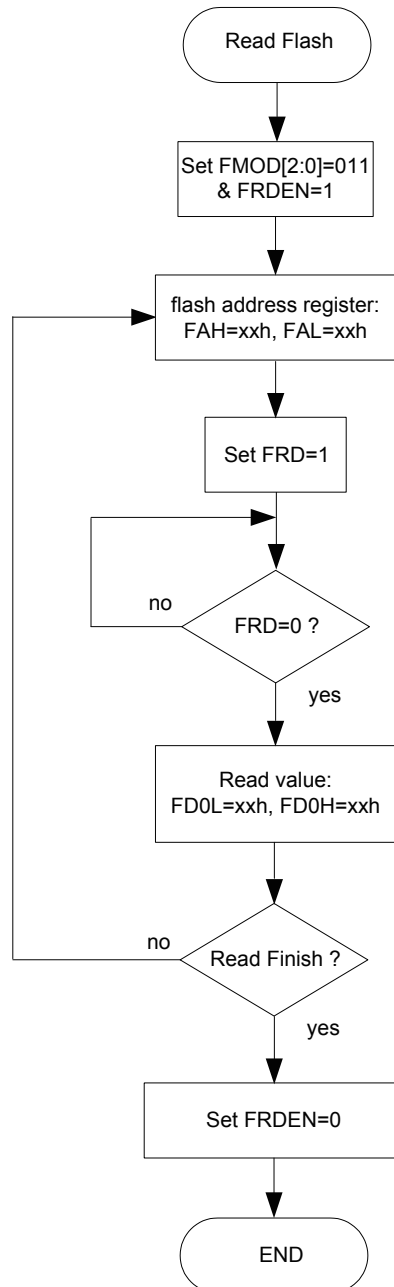 Read Flash
Set FMOD[2:0]=011
& FRDEN=1
flash address register:
FAH=xxh, FAL=xxh
Set FRD=1
no
FRD=0 ?
yes
Read value:
FD0L=xxh, FD0H=xxh
no
Read Finish ?
yes
Set FRDEN=0
END